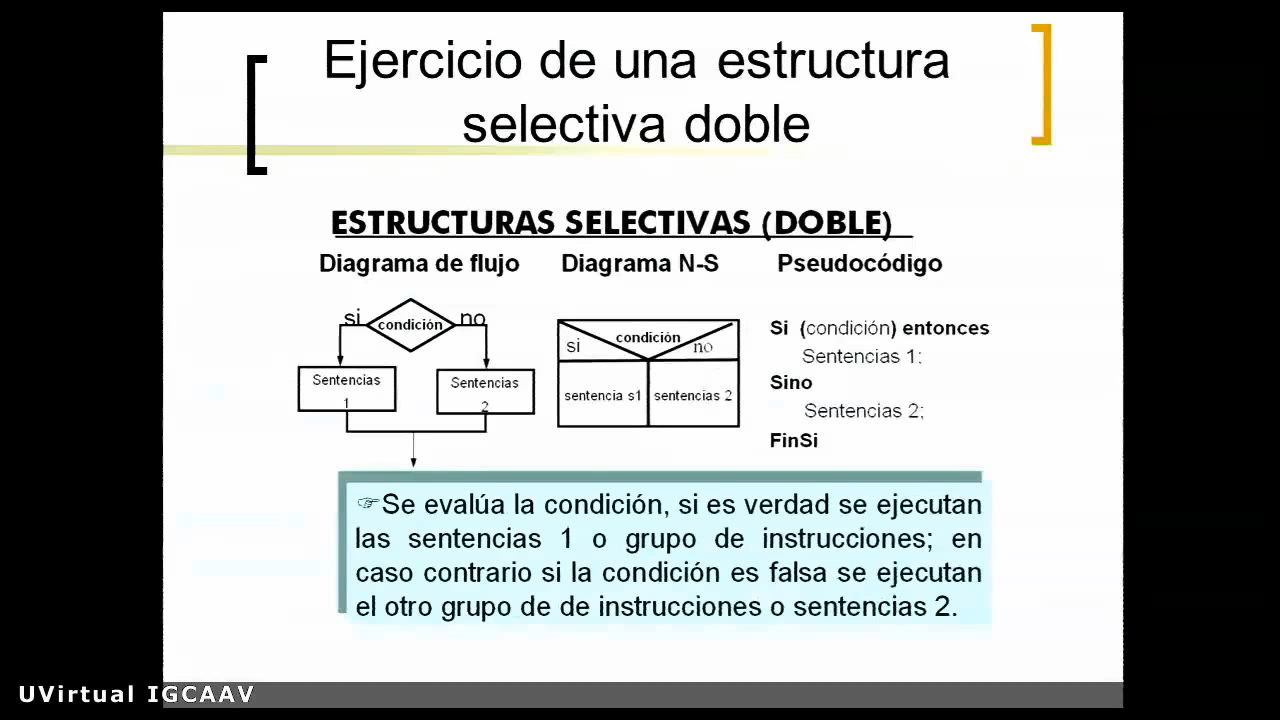 Ejercicio de una estructura
selectiva doble
ESTRUCTURAS SELECTIVAS (DOBLE)
Diagrama de flujo
si
condición
no
Sentencias
1
Sentencias
2
Diagrama N-S
condición
si
no
sentencia s1
sentencias 2
Pseudocódigo
Si (condición) entonces
Sentencias 1:
Sino
Sentencias 2;
FinSi
☞Se evalúa la condición, si es verdad se ejecutan
las sentencias 1 o grupo de instrucciones; en
caso contrario si la condición es falsa se ejecutan
el otro grupo de de instrucciones o sentencias 2.
UVirtual IGCAAV